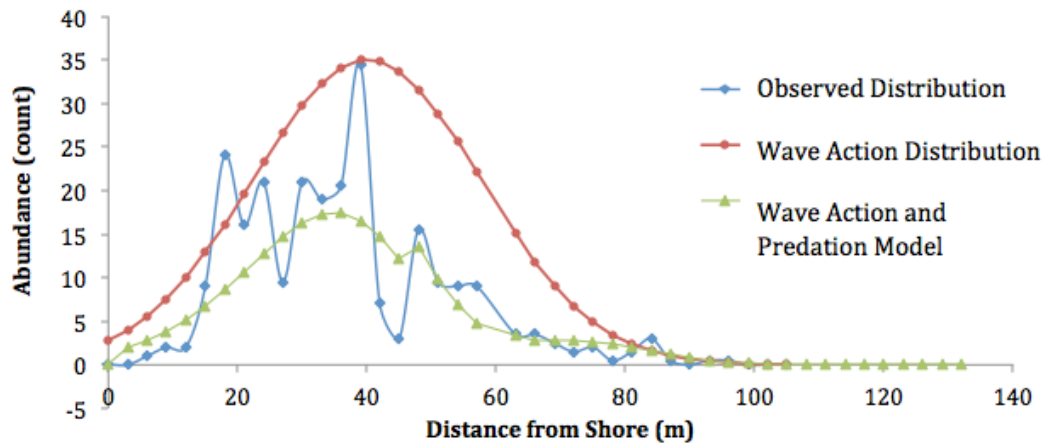 40
35
30
25
20
15
10
5
0
-5
Abundance (count)
0 20 40 60 80 100 120 140
Distance from Shore (m)
Observed Distribution
Wave Action Distribution
Wave Action and
Predation Model